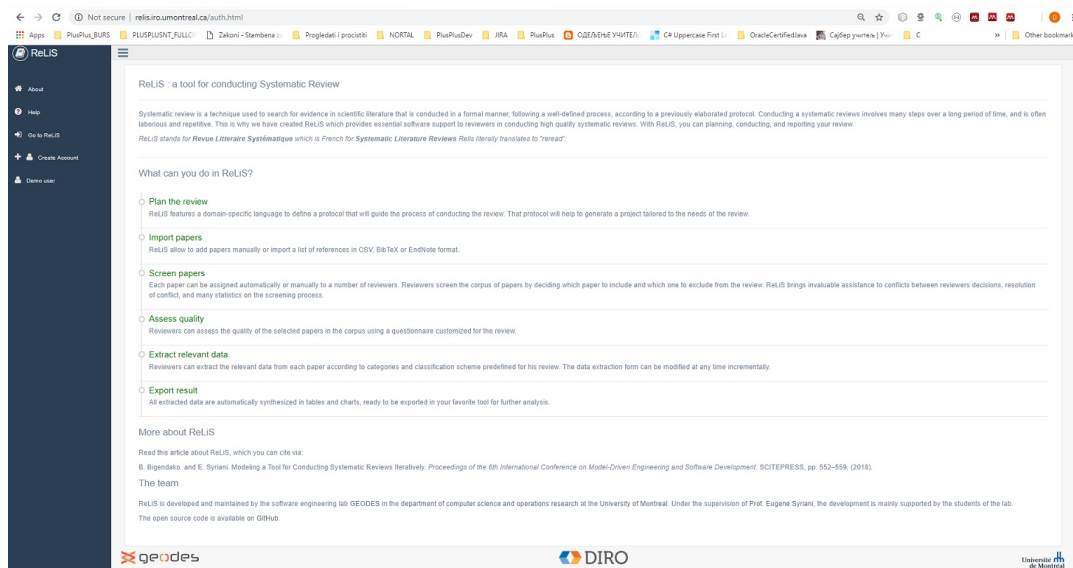 Not secure | relis.iro.umontreal.ca/auth.html
Apps PlusPlus_BURS PLUSPLUSNT_FULLC Zakoni - Stambena z Progledati i procistiti NORTAL PlusPlusDev JIRA PlusPlus ОДЕЉЕЊЕ УЧИТЕЉ C# Uppercase First Le OracleCertifiedJava Сајбер учитељ | Учи C » Other bookmark
ReLiS
About
Help
Go to ReLiS
Create Account
Demo user
ReLiS : a tool for conducting Systematic Review
Systematic review is a technique used to search for evidence in scientific literature that is conducted in a formal manner, following a well-defined process, according to a previously elaborated protocol. Conducting a systematic reviews involves many steps over a long period of time, and is often
laborious and repetitive. This is why we have created ReLiS which provides essential software support to reviewers in conducting high quality systematic reviews. With ReLiS, you can planning, conducting, and reporting your review.
ReLiS stands for Revue Litteraire Systématique which is French for Systematic Literature Reviews Relis literally translates to "reread".
What can you do in ReLiS?
Plan the review
ReLiS features a domain-specific language to define a protocol that will guide the process of conducting the review. That protocol will help to generate a project tailored to the needs of the review.
Import papers
ReLiS allow to add papers manually or import a list of references in CSV, BibTeX or EndNote format.
Screen papers
Each paper can be assigned automatically or manually to a number of reviewers. Reviewers screen the corpus of papers by deciding which paper to include and which one to exclude from the review. ReLiS brings invaluable assistance to conflicts between reviewers decisions, resolution
of conflict, and many statistics on the screening process.
Assess quality
Reviewers can assess the quality of the selected papers in the corpus using a questionnaire customized for the review.
Extract relevant data
Reviewers can extract the relevant data from each paper according to categories and classification scheme predefined for his review. The data extraction form can be modified at any time incrementally.
Export result
All extracted data are automatically synthesized in tables and charts, ready to be exported in your favorite tool for further analysis.
More about ReLiS
Read this article about ReLiS, which you can cite via:
B. Bigendako. and E. Syriani. Modeling a Tool for Conducting Systematic Reviews Iteratively. Proceedings of the 6th International Conference on Model-Driven Engineering and Software Development. SCITEPRESS, pp. 552–559. (2018).
The team
ReLiS is developed and maintained by the software engineering lab GEODES in the department of computer science and operations research at the University of Montreal. Under the supervision of Prof. Eugene Syriani, the development is mainly supported by the students of the lab.
The open source code is available on GitHub.
geodes DIRO Université de Montréal